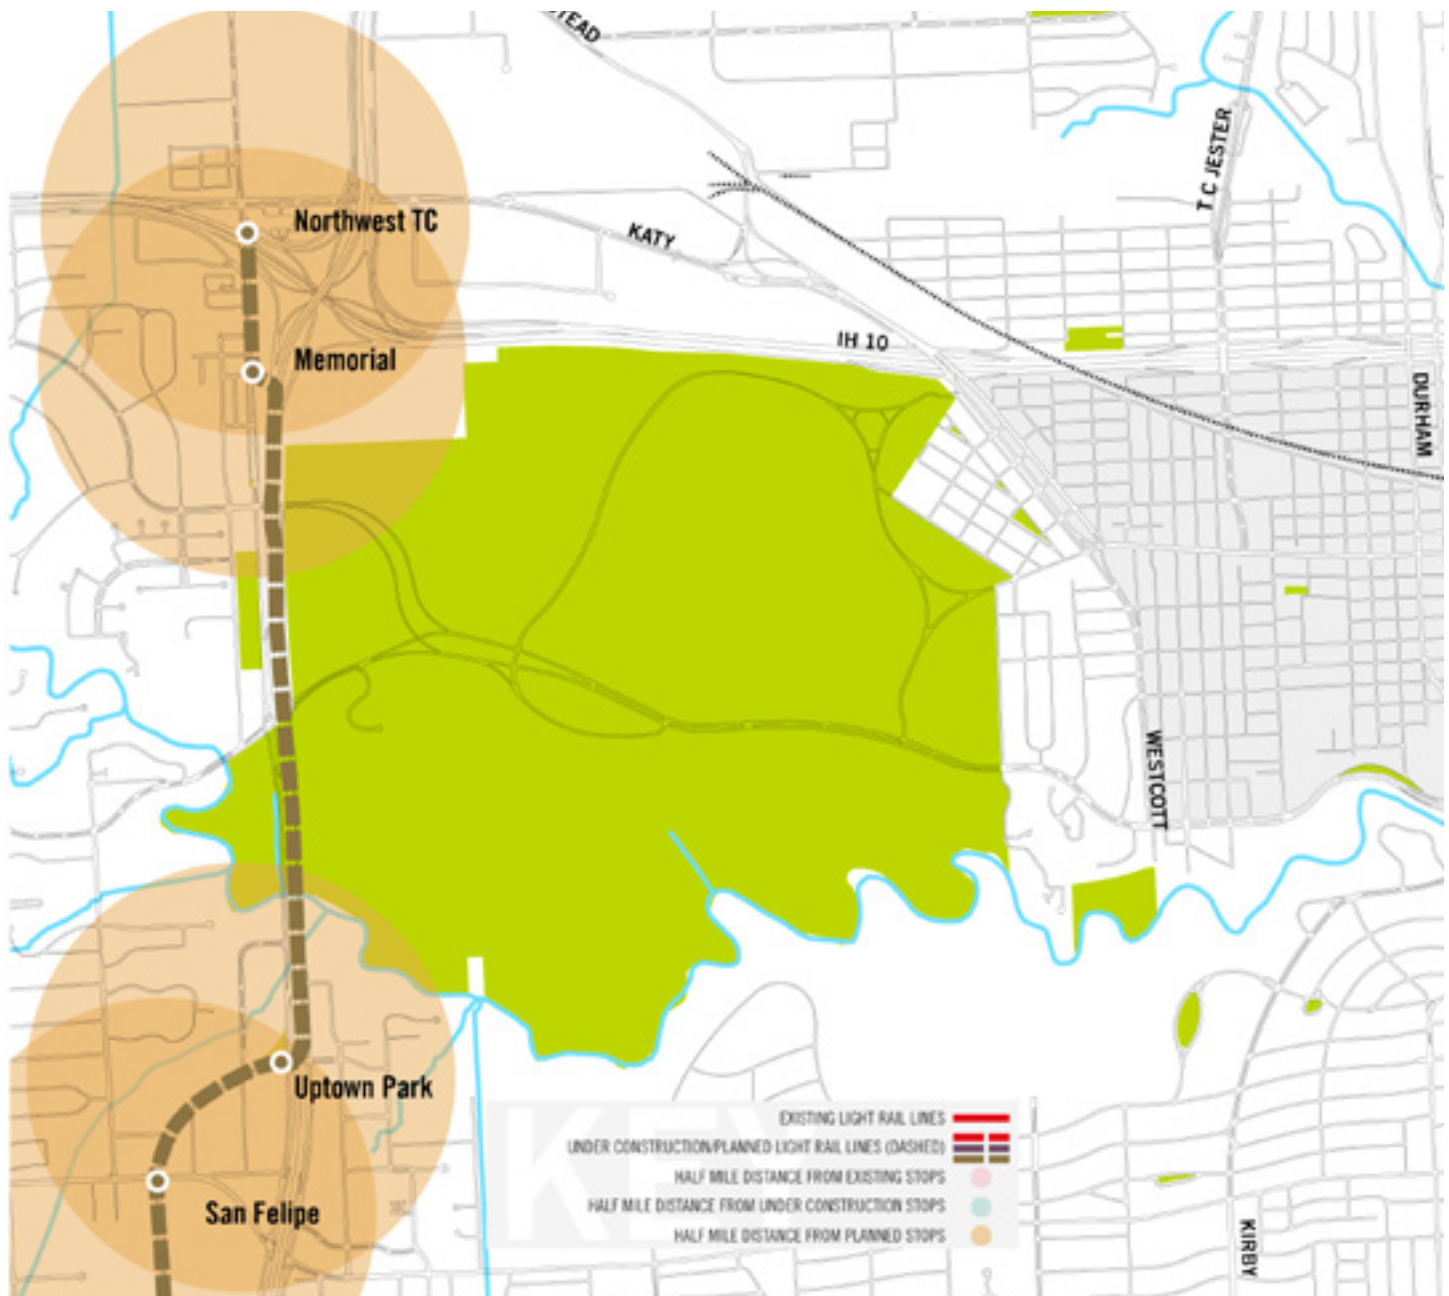 STEAD
T C JESTER
Northwest TC
KATY
IH 10
Memorial
DURHAM
WESTCOTT
Uptown Park
KEY
EXISTING LIGHT RAIL LINES
UNDER CONSTRUCTION/PLANNED LIGHT RAIL LINES (DASHED)
HALF MILE DISTANCE FROM EXISTING STOPS
HALF MILE DISTANCE FROM UNDER CONSTRUCTION STOPS
HALF MILE DISTANCE FROM PLANNED STOPS
San Felipe
KIRBY